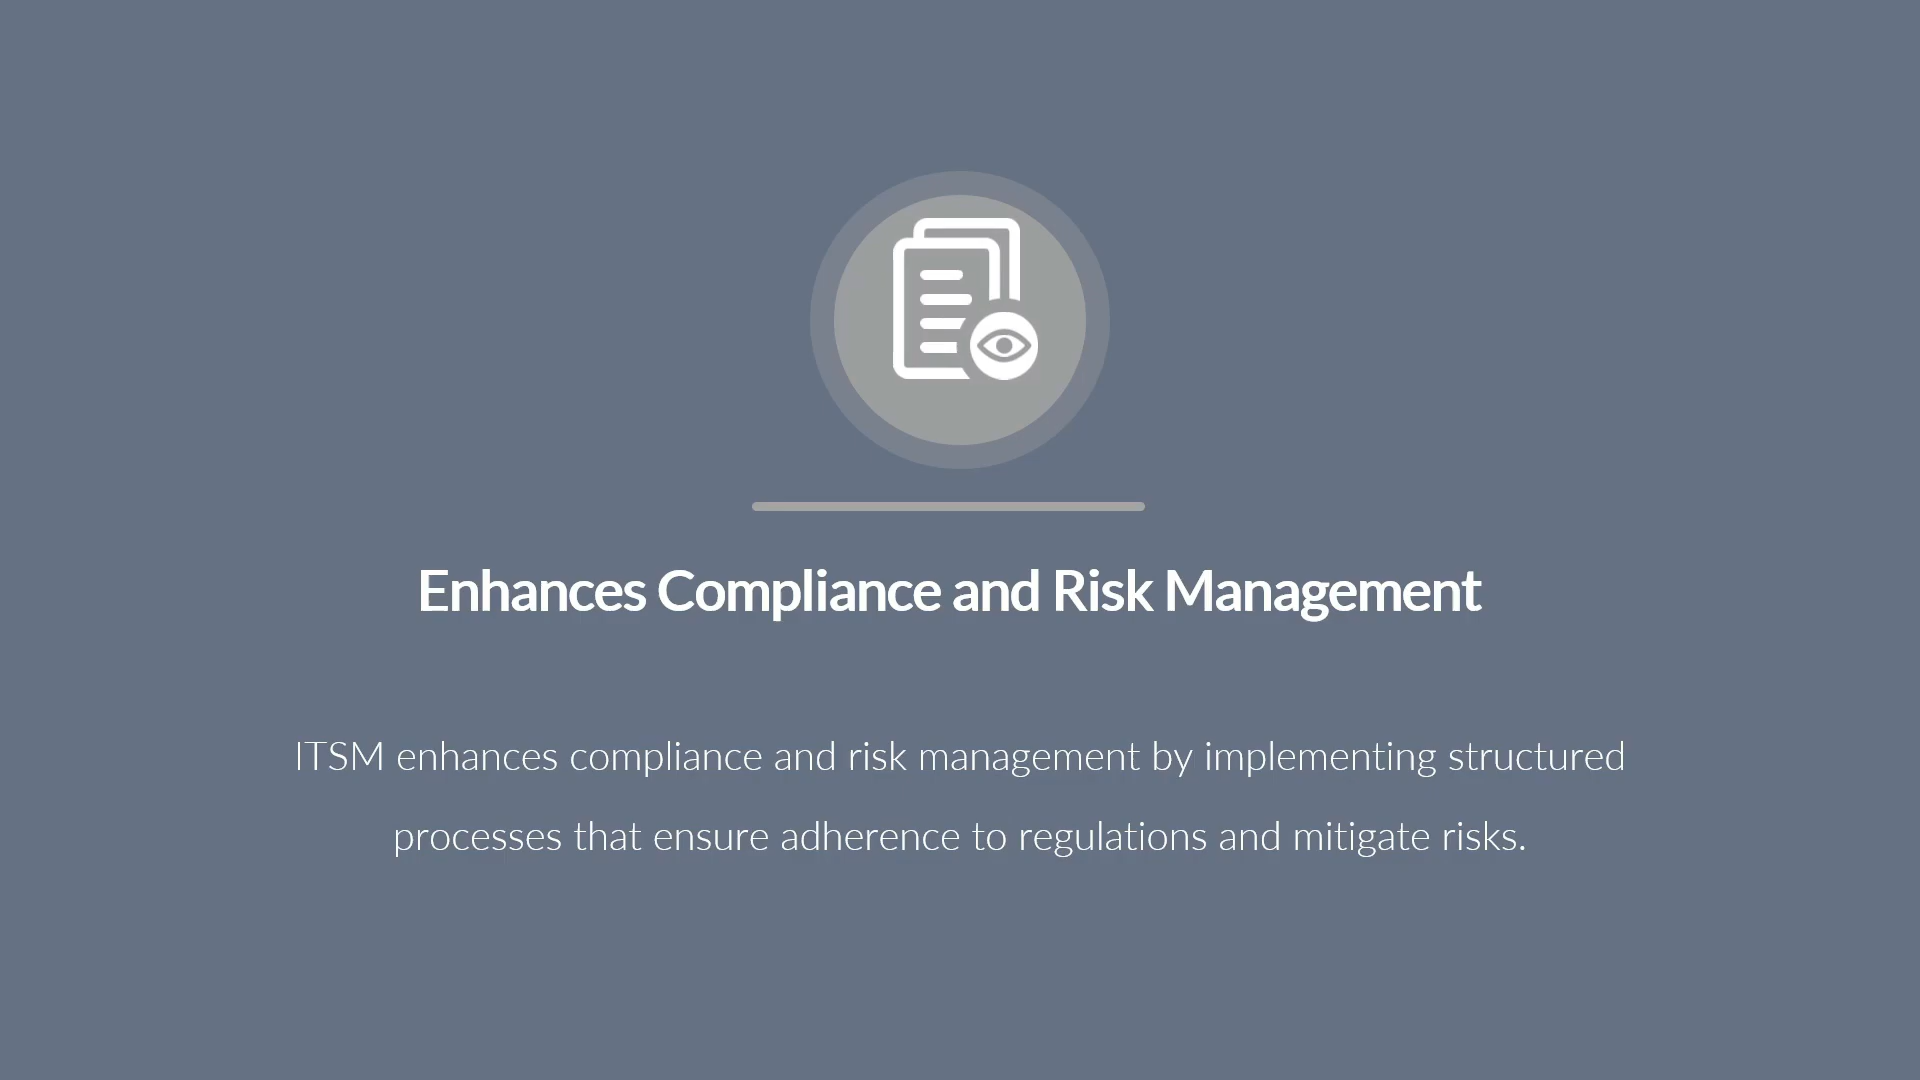 Enhances Compliance and Risk Management
ITSM enhances compliance and risk management by implementing structured
processes that ensure adherence to regulations and mitigate risks.